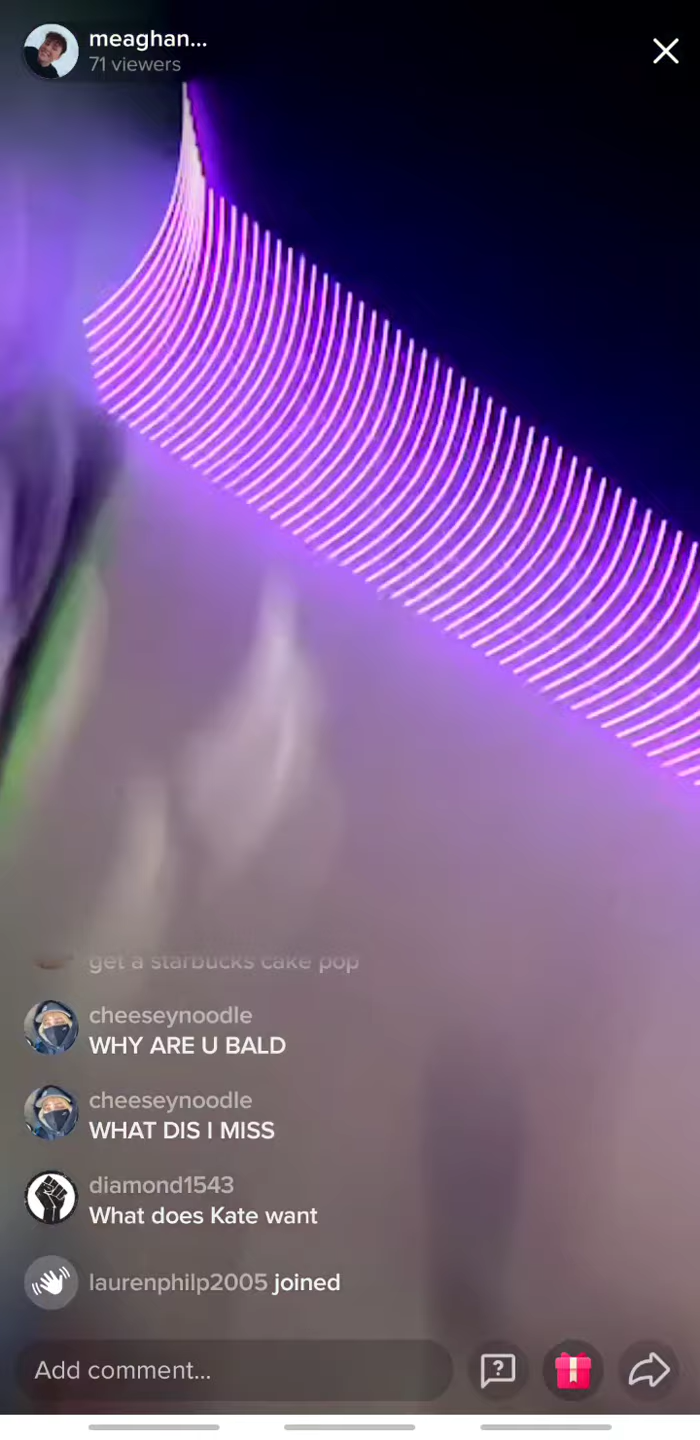 meaghan...
71 viewers
get a starbucks cake pop
cheeseynoodle
WHY ARE U BALD
cheeseynoodle
WHAT DIS I MISS
diamond1543
What does Kate want
laurenphilp2005 joined
Add comment...